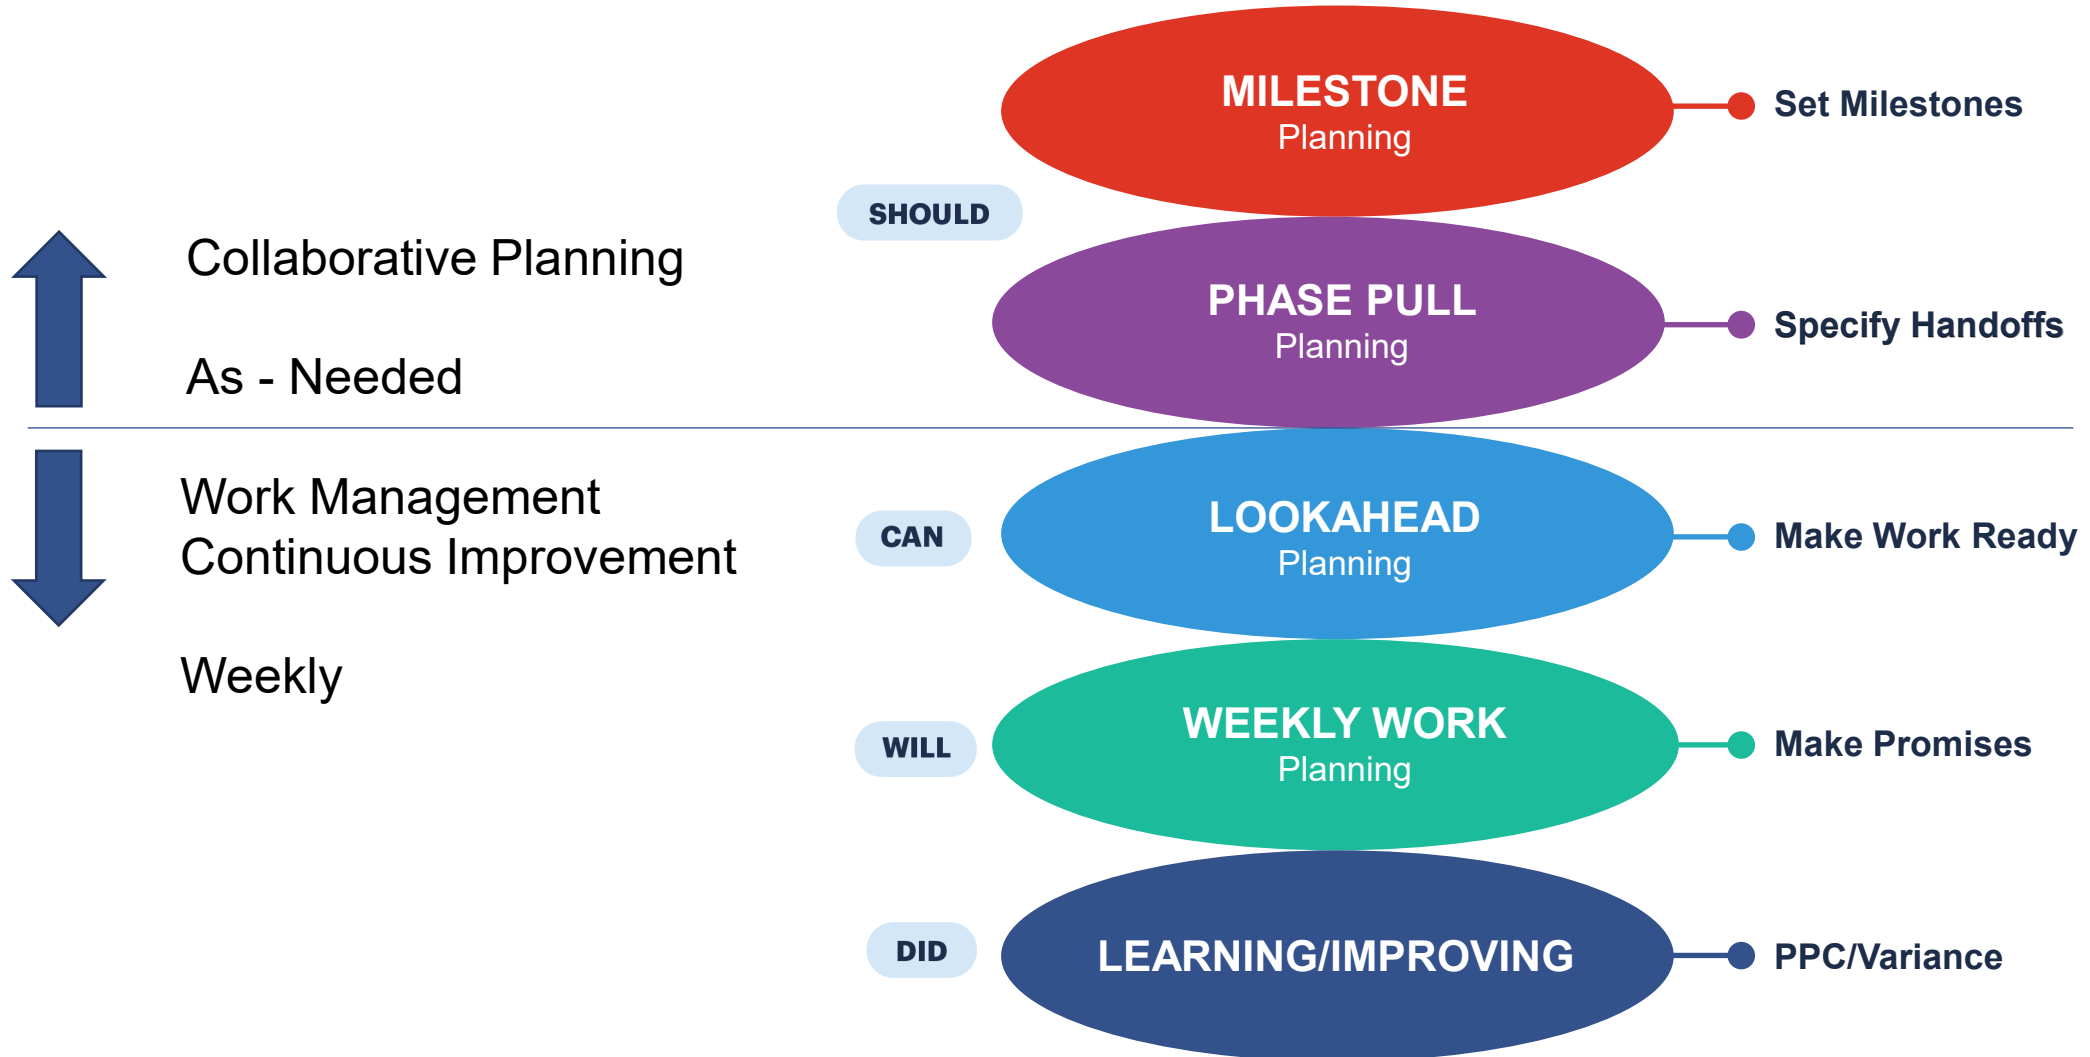 MILESTONE
Planning
Set Milestones
SHOULD
Collaborative Planning
As - Needed
PHASE PULL
Planning
Specify Handoffs
Work Management
Continuous Improvement
Weekly
CAN
LOOKAHEAD
Planning
Make Work Ready
WILL
WEEKLY WORK
Planning
Make Promises
DID
LEARNING/IMPROVING
PPC/Variance